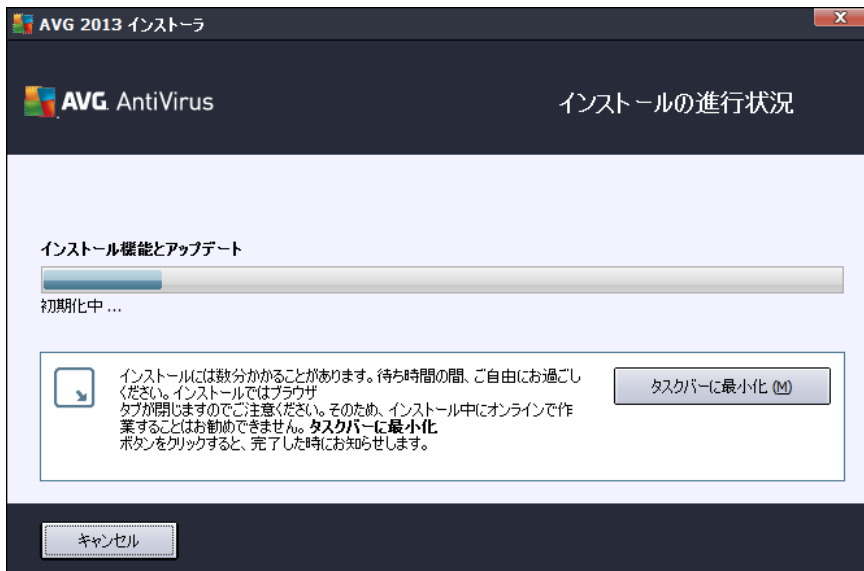 AVG 2013 インストーラ
AVG. AntiVirus
インストールの進行状況
インストール機能とアップデート
初期化中 ...
インストールには数分かかることがあります。待ち時間の間、ご自由にお過ごし
ください。インストールではブラウザ
タブが閉じますのでご注意ください。そのため、インストール中にオンラインで作
業することはお勧めできません。タスクバーに最小化
ボタンをクリックすると、完了した時にお知らせします。
タスクバーに最小化 (M)
キャンセル